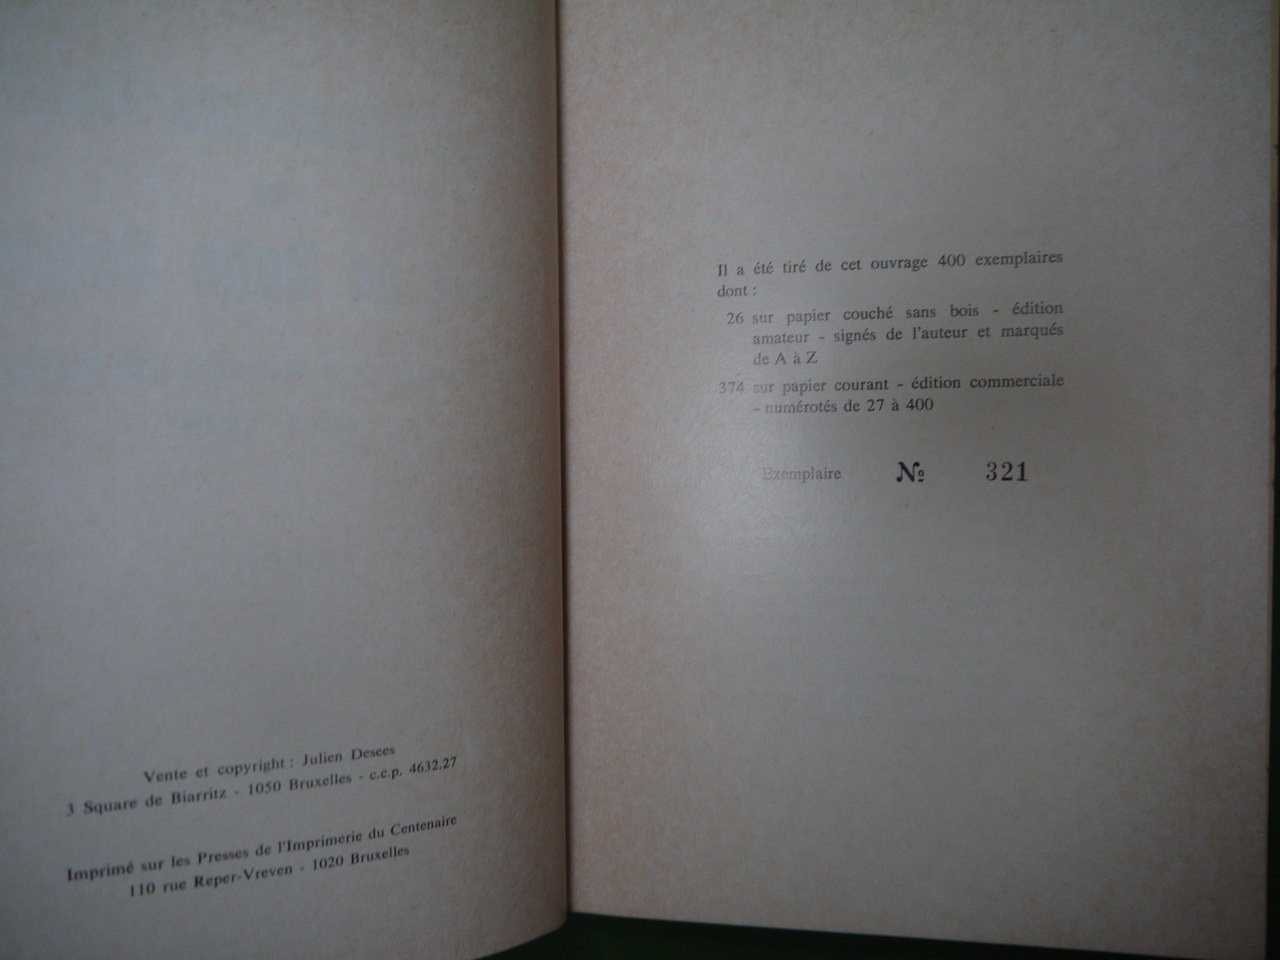 Vente et copyright : Julien Desees
3 Square de Biarritz - 1050 Bruxelles - c.c.p. 4632.27
Imprimé sur les Presses de l'Imprimerie du Centenaire
110 rue Reper-Vreven - 1020 Bruxelles
Il a été tiré de cet ouvrage 400 exemplaires
dont :
26 sur papier couché sans bois - édition
amateur - signés de l'auteur et marqués
de A à Z
374 sur papier courant - édition commerciale
- numérotés de 27 à 400
Exemplaire № 321